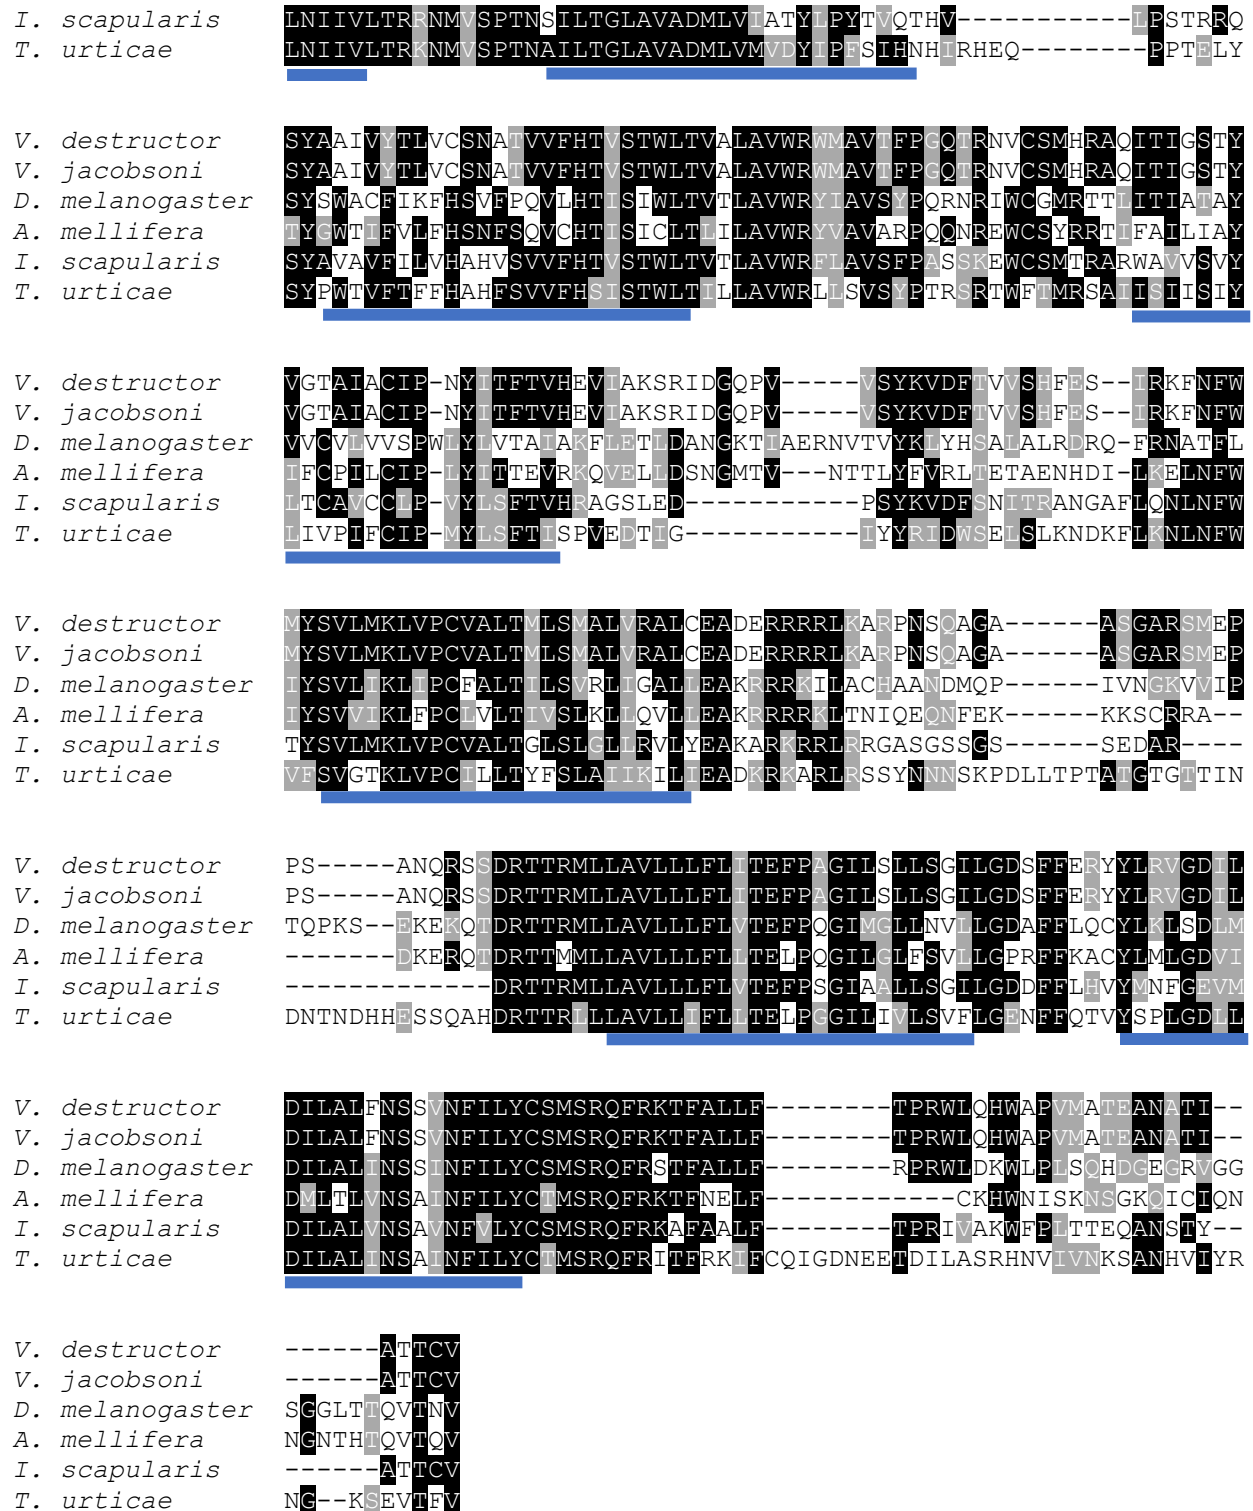 I. scapularis LNIIVLTRRNMVSPTNSILTGLAVADMLVIATYLPYTVQTHV-----------LPSTRRQ
T. urticae LNIIVLTRKNMVSPTNAILTGLAVADMLVMVDYIPFSIHNHIRHEQ--------PPTELY
V. destructor SYAAIVYTLVCSNATVVFHTVSTWLTVALAVWRWMAVTFPGQTRNVCSMHRAQITIGSTY
V. jacobsoni SYAAIVYTLVCSNATVVFHTVSTWLTVALAVWRWMAVTFPGQTRNVCSMHRAQITIGSTY
D. melanogaster SYSWACFIKFHSVFPQVLHTISIWLTVTLAVWRYIAVSYPQRNRIWCGMRTTLITIATAY
A. mellifera TYGWTIFVLFHSNFSQVCHTISICLTLILAVWRYVAVARPQQNREWCSYRRTIFAILIAY
I. scapularis SYAVAVFILVHAHVSVVFHTVSTWLTVTLAVWRFLAVSFPASSKEWCSMTRARWAVVSVY
T. urticae SYPWTVFTFFHAHFSVVFHSISTWLTILLAVWRLLSVSYPTRSRTWFTMRSAIISIISIY
V. destructor VGTAIACIP-NYITFTVHEVIAKSRIDGQPV-----VSYKVDFTVVSHFES--IRKFNFW
V. jacobsoni VGTAIACIP-NYITFTVHEVIAKSRIDGQPV-----VSYKVDFTVVSHFES--IRKFNFW
D. melanogaster VVCVLVVSPWLYLVTAIAKFLETLDANGKTIAERNVTVYKLYHSALALRDRQ-FRNATFL
A. mellifera IFCPILCIP-LYITTEVRKQVELLDSNGMTV---NTTLYFVRLTETAENHDI-LKELNFW
I. scapularis LTCAVCCLP-VYLSFTVHRAGSLED-----------PSYKVDFSNITRANGAFLQNLNFW
T. urticae LIVPIFCIP-MYLSFTISPVEDTIG-----------IYYRIDWSELSLKNDKFLKNLNFW
V. destructor MYSVLMKLVPCVALTMLSMALVRALCEADERRRRLKARPNSQAGA------ASGARSMEP
V. jacobsoni MYSVLMKLVPCVALTMLSMALVRALCEADERRRRLKARPNSQAGA------ASGARSMEP
D. melanogaster IYSVLIKLIPCFALTILSVRLIGALLEAKRRRKILACHAANDMQP------IVNGKVVIP
A. mellifera IYSVVIKLFPCLVLTIVSLKLLQVLLEAKRRRRKLTNIQEQNFEK------KKSCRRA--
I. scapularis TYSVLMKLVPCVALTGLSLGLLRVLYEAKARKRRLRRGASGSSGS------SEDAR----
T. urticae VFSVGTKLVPCILLTYFSLAIIKILIEADKRKARLRSSYNNNSKPDLLTPTATGTGTTIN
V. destructor PS-----ANQRSSDRTTRMLLAVLLLFLITEFPAGILSLLSGILGDSFFERYYLRVGDIL
V. jacobsoni PS-----ANQRSSDRTTRMLLAVLLLFLITEFPAGILSLLSGILGDSFFERYYLRVGDIL
D. melanogaster TQPKS--EKEKQTDRTTRMLLAVLLLFLVTEFPQGIMGLLNVLLGDAFFLQCYLKLSDLM
A. mellifera -------DKERQTDRTTMMLLAVLLLFLLTELPQGILGLFSVLLGPRFFKACYLMLGDVI
I. scapularis -------------DRTTRMLLAVLLLFLVTEFPSGIAALLSGILGDDFFLHVYMNFGEVM
T. urticae DNTNDHHESSQAHDRTTRLLLAVLLIFLLTELPGGILIVLSVFLGENFFQTVYSPLGDLL
V. destructor DILALFNSSVNFILYCSMSRQFRKTFALLF--------TPRWLQHWAPVMATEANATI--
V. jacobsoni DILALFNSSVNFILYCSMSRQFRKTFALLF--------TPRWLQHWAPVMATEANATI--
D. melanogaster DILALINSSINFILYCSMSRQFRSTFALLF--------RPRWLDKWLPLSQHDGEGRVGG
A. mellifera DMLTLVNSAINFILYCTMSRQFRKTFNELF------------CKHWNISKNSGKQICIQN
I. scapularis DILALVNSAVNFVLYCSMSRQFRKAFAALF--------TPRIVAKWFPLTTEQANSTY--
T. urticae DILALINSAINFILYCTMSRQFRITFRKIFCQIGDNEETDILASRHNVIVNKSANHVIYR
V. destructor ------ATTCV
V. jacobsoni ------ATTCV
D. melanogaster SGGLTTQVTNV
A. mellifera NGNTHTQVTQV
I. scapularis ------ATTCV
T. urticae NG--KSEVTFV